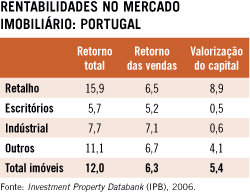 RENTABILIDADES NO MERCADO
IMOBILIÁRIO: PORTUGAL
Retorno total Retorno das vendas Valorização do capital
Retalho 15,9 6,5 8,9
Escritórios 5,7 5,2 0,5
Indústrial 7,7 7,1 0,6
Outros 11,1 6,7 4,1
Total imóveis 12,0 6,3 5,4
Fonte: Investment Property Databank (IPB), 2006.